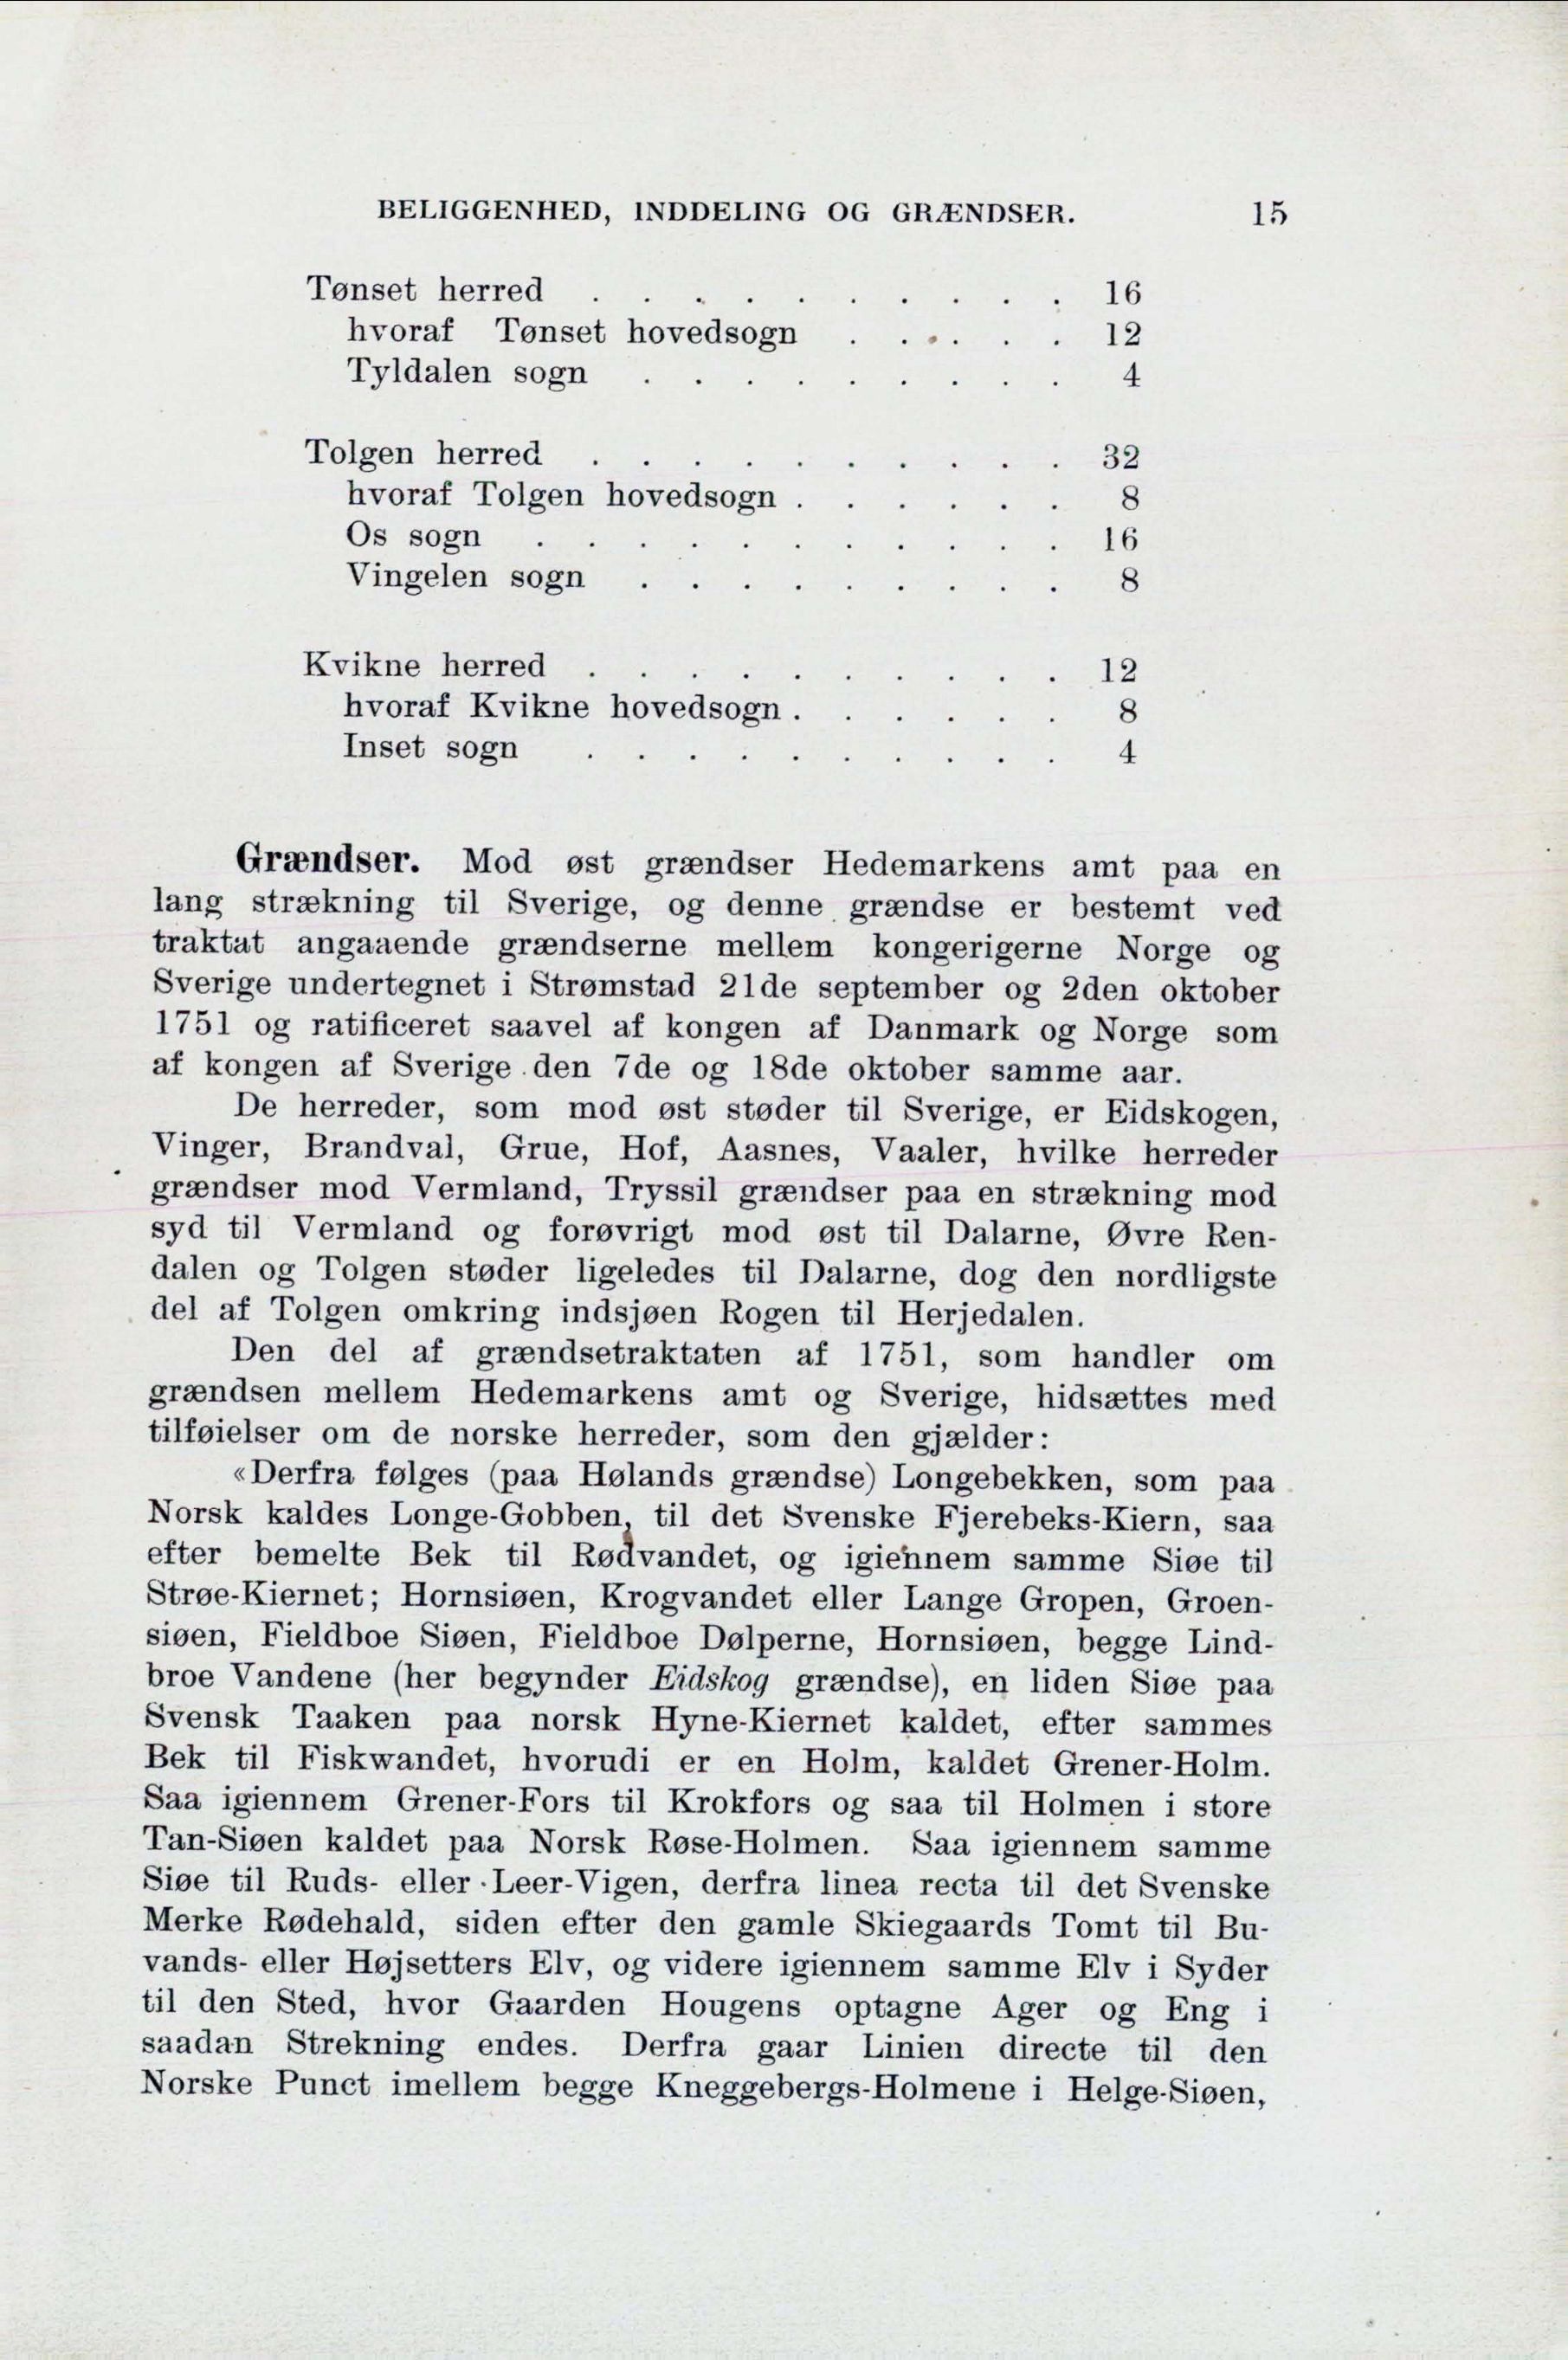 BELIGGENHED, INDDELING OG GRÆNDSER. 15
Tønset herred . . . . . . . . . . 16
hvoraf Tønset hovedsogn . . . . . 12
Tyldalen sogn . . . . . . . . . 4
Tolgen herred . . . . . . . . . . 32
hvoraf Tolgen hovedsogn . . . . . . 8
Os sogn . . . . . . . . . . . 16
Vingelen sogn . . . . . . . . . 8
Kvikne herred . . . . . . . . . . 12
hvoraf Kvikne hovedsogn . . . . . . 8
Inset sogn . . . . . . . . . . 4
Grændser. Mod øst grændser Hedemarkens amt paa en
lang strækning til Sverige, og denne grændse er bestemt ved
traktat angaaende grændserne mellem kongerigerne Norge og
Sverige undertegnet i Strømstad 21de september og 2den oktober
1751 og ratificeret saavel af kongen af Danmark og Norge som
af kongen af Sverige den 7de og 18de oktober samme aar.
De herreder, som mod øst støder til Sverige, er Eidskogen,
Vinger, Brandval, Grue, Hof, Aasnes, Vaaler, hvilke herreder
grændser mod Vermland, Tryssil grændser paa en strækning mod
syd til Vermland og forøvrigt mod øst til Dalarne, Øvre Ren-
dalen og Tolgen støder ligeledes til Dalarne, dog den nordligste
del af Tolgen omkring indsjøen Rogen til Herjedalen.
Den del af grændsetraktaten af 1751, som handler om
grændsen mellem Hedemarkens amt og Sverige, hidsættes med
tilføielser om de norske herreder, som den gjælder:
«Derfra følges (paa Hølands grændse) Longebekken, som paa
Norsk kaldes Longe-Gobben, til det Svenske Fjerebeks-Kiern, saa
efter bemelte Bek til Rødvandet, og igiennem samme Siøe til
Strøe-Kiernet; Hornsiøen, Krogvandet eller Lange Gropen, Groen-
siøen, Fieldboe Siøen, Fieldboe Dølperne, Hornsiøen, begge Lind-
broe Vandene (her begynder Eidskog grændse), en liden Siøe paa
Svensk Taaken paa norsk Hyne-Kiernet kaldet, efter sammes
Bek til Fiskwandet, hvorudi er en Holm, kaldet Grener-Holm.
Saa igiennem Grener-Fors til Krokfors og saa til Holmen i store
Tan-Siøen kaldet paa Norsk Røse-Holmen. Saa igiennem samme
Siøe til Ruds- eller Leer-Vigen, derfra linea recta til det Svenske
Merke Rødehald, siden efter den gamle Skiegaards Tomt til Bu-
vands- eller Højsetters Elv, og videre igiennem samme Elv i Syder
til den Sted, hvor Gaarden Hougens optagne Ager og Eng i
saadan Strekning endes. Derfra gaar Linien directe til den
Norske Punct imellem begge Kneggebergs-Holmene i Helge-Siøen,